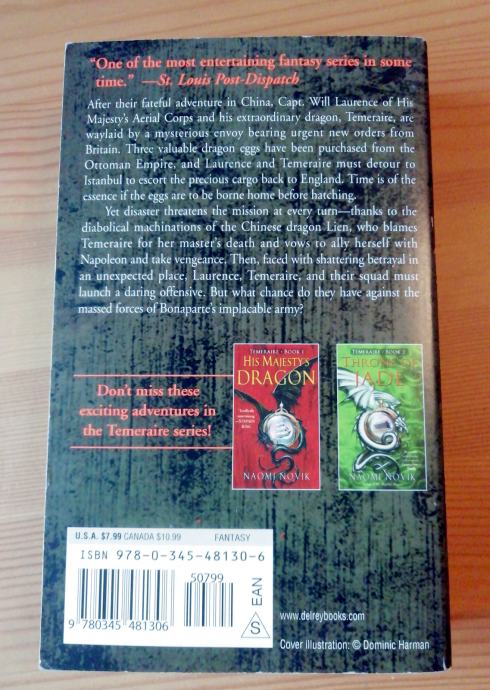 “One of the most entertaining fantasy series in some
time.” —St. Louis Post-Dispatch
After their fateful adventure in China, Capt. Will Laurence of His
Majesty's Aerial Corps and his extraordinary dragon, Temeraire, are
waylaid by a mysterious envoy bearing urgent new orders from
Britain. Three valuable dragon eggs have been purchased from the
Ottoman Empire, and Laurence and Temeraire must detour to
Istanbul to escort the precious cargo back to England. Time is of the
essence if the eggs are to be borne home before hatching.
Yet disaster threatens the mission at every turn—thanks to the
diabolical machinations of the Chinese dragon Lien, who blames
Temeraire for her master's death and vows to ally herself with
Napoleon and take vengeance. Then, faced with shattering betrayal in
an unexpected place, Laurence, Temeraire, and their squad must
launch a daring offensive. But what chance do they have against the
massed forces of Bonaparte's implacable army?
Don't miss these
exciting adventures in
the Temeraire series!
TEMERAIRE • BOOK 1
HIS MAJESTY'S
DRAGON
NAOMI NOVIK
TEMERAIRE • BOOK 2
THRONE OF
JADE
NAOMI NOVIK
U.S.A. $7.99 CANADA $10.99 FANTASY
ISBN 978-0-345-48130-6
50799
9 780345 481306
EAN
S
www.delreybooks.com
Cover illustration: © Dominic Harman